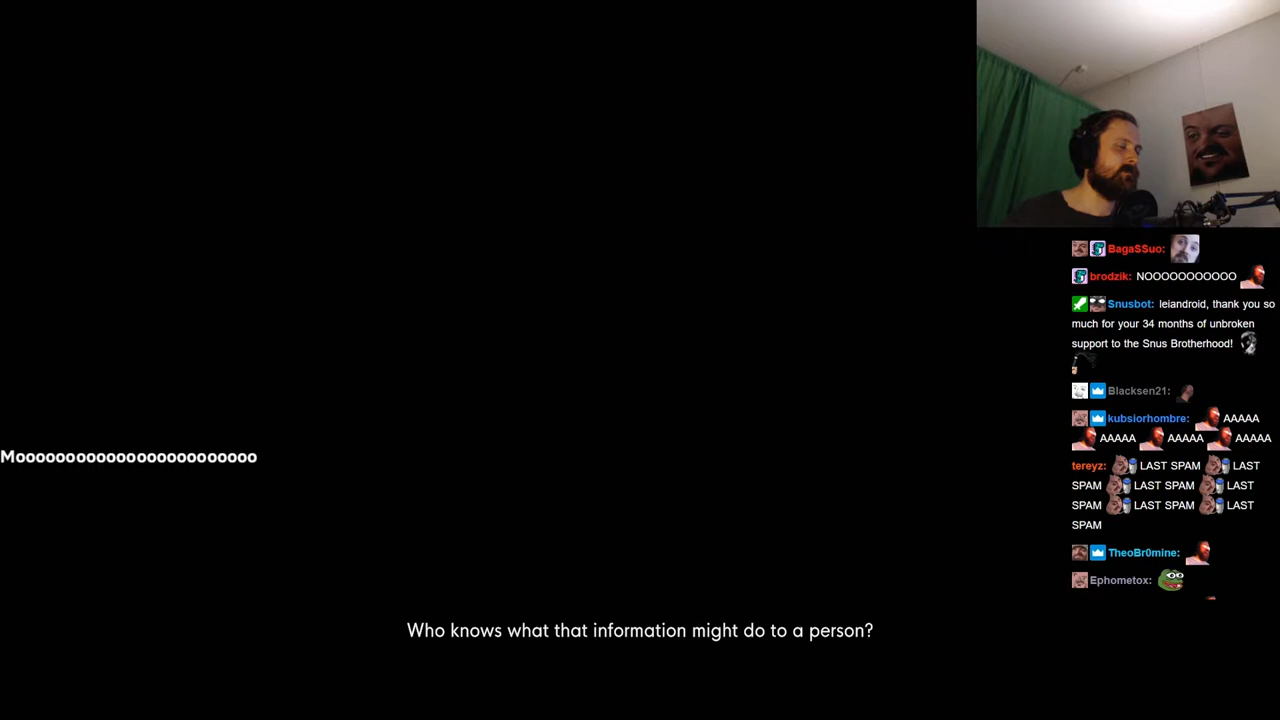 BagaSSuo:
brodzik: NOOOOOOOOOOO
Snusbot: leiandroid, thank you so
much for your 34 months of unbroken
support to the Snus Brotherhood!
Blacksen21:
kubsiorhombre: AAAAA
AAAAA AAAAA AAAAA
Moooooooooooooooooooooooo
tereyz: LAST SPAM LAST
SPAM LAST SPAM LAST
SPAM LAST SPAM LAST
SPAM
TheoBr0mine:
Ephometox:
Who knows what that information might do to a person?